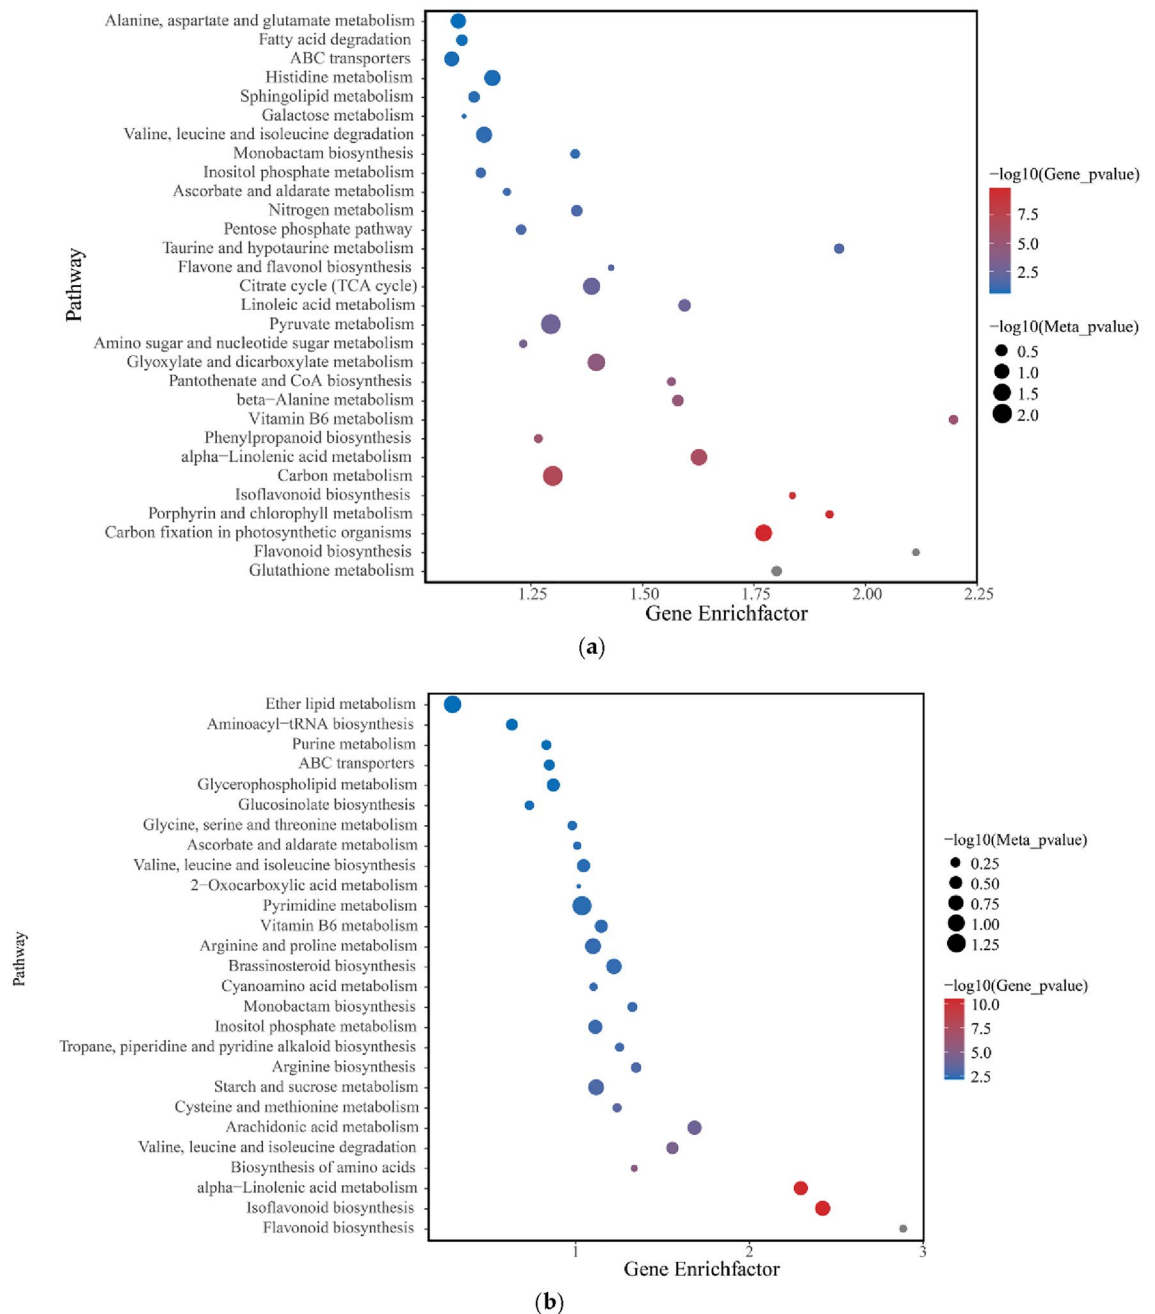 Alanine, aspartate and glutamate metabolism
Fatty acid degradation
ABC transporters
Histidine metabolism
Sphingolipid metabolism
Galactose metabolism
Valine, leucine and isoleucine degradation
Monobactam biosynthesis
Inositol phosphate metabolism
Ascorbate and aldarate metabolism
Nitrogen metabolism
Pentose phosphate pathway
Taurine and hypotaurine metabolism
Flavone and flavonol biosynthesis
Citrate cycle (TCA cycle)
Linoleic acid metabolism
Pyruvate metabolism
Amino sugar and nucleotide sugar metabolism
Glyoxylate and dicarboxylate metabolism
Pantothenate and CoA biosynthesis
beta−Alanine metabolism
Vitamin B6 metabolism
Phenylpropanoid biosynthesis
alpha−Linolenic acid metabolism
Carbon metabolism
Isoflavonoid biosynthesis
Porphyrin and chlorophyll metabolism
Carbon fixation in photosynthetic organisms
Flavonoid biosynthesis
Glutathione metabolism
Pathway
1.25 1.50 1.75 2.00 2.25
Gene Enrichfactor
−log10(Gene_pvalue)
7.5
5.0
2.5
−log10(Meta_pvalue)
0.5
1.0
1.5
2.0
(a)
Ether lipid metabolism
Aminoacyl−tRNA biosynthesis
Purine metabolism
ABC transporters
Glycerophospholipid metabolism
Glucosinolate biosynthesis
Glycine, serine and threonine metabolism
Ascorbate and aldarate metabolism
Valine, leucine and isoleucine biosynthesis
2−Oxocarboxylic acid metabolism
Pyrimidine metabolism
Vitamin B6 metabolism
Arginine and proline metabolism
Brassinosteroid biosynthesis
Cyanoamino acid metabolism
Monobactam biosynthesis
Inositol phosphate metabolism
Tropane, piperidine and pyridine alkaloid biosynthesis
Arginine biosynthesis
Starch and sucrose metabolism
Cysteine and methionine metabolism
Arachidonic acid metabolism
Valine, leucine and isoleucine degradation
Biosynthesis of amino acids
alpha−Linolenic acid metabolism
Isoflavonoid biosynthesis
Flavonoid biosynthesis
Pathway
1 2 3
Gene Enrichfactor
−log10(Meta_pvalue)
0.25
0.50
0.75
1.00
1.25
−log10(Gene_pvalue)
10.0
7.5
5.0
2.5
(b)